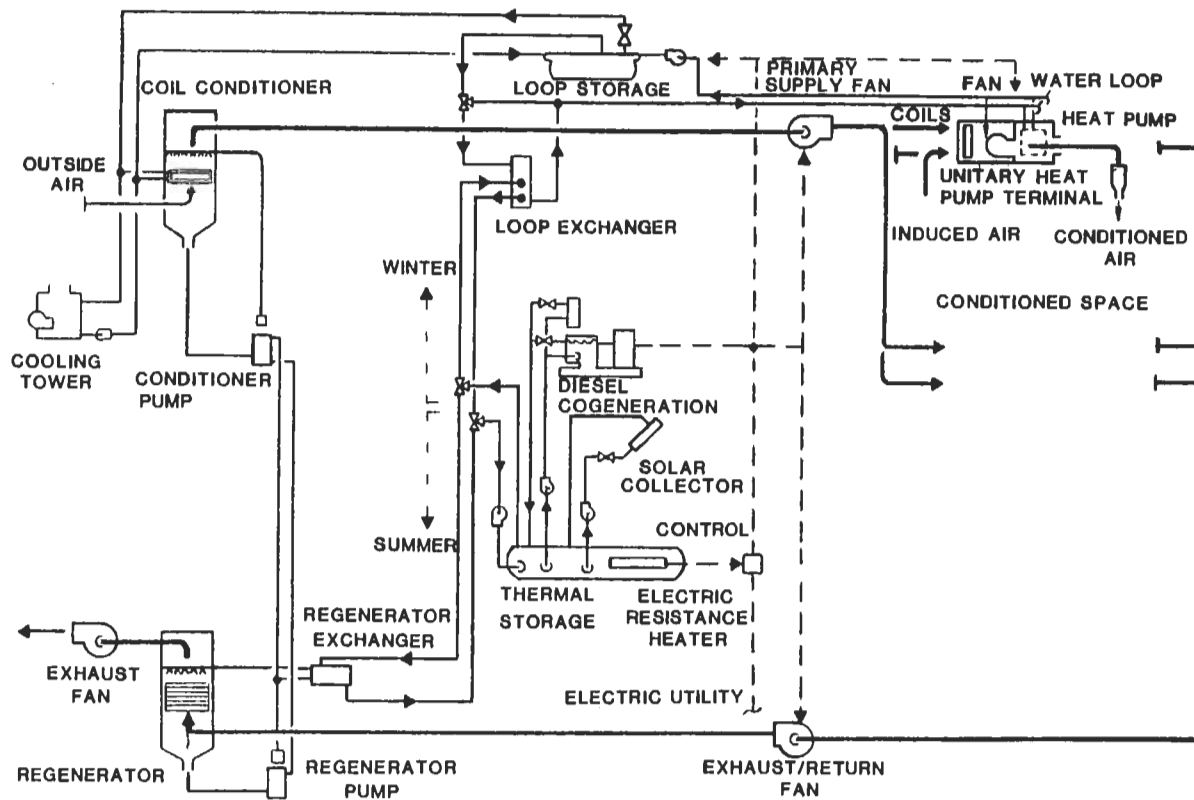 COIL CONDITIONER
LOOP STORAGE
PRIMARY
SUPPLY FAN
FAN
WATER LOOP
COILS
HEAT PUMP
OUTSIDE
AIR
UNITARY HEAT
PUMP TERMINAL
LOOP EXCHANGER
INDUCED AIR
CONDITIONED
AIR
WINTER
CONDITIONED SPACE
COOLING
TOWER
CONDITIONER
PUMP
DIESEL
COGENERATION
SOLAR
COLLECTOR
SUMMER
CONTROL
THERMAL
STORAGE
ELECTRIC
RESISTANCE
HEATER
REGENERATOR
EXCHANGER
EXHAUST
FAN
ELECTRIC UTILITY
REGENERATOR
REGENERATOR
PUMP
EXHAUST/RETURN
FAN